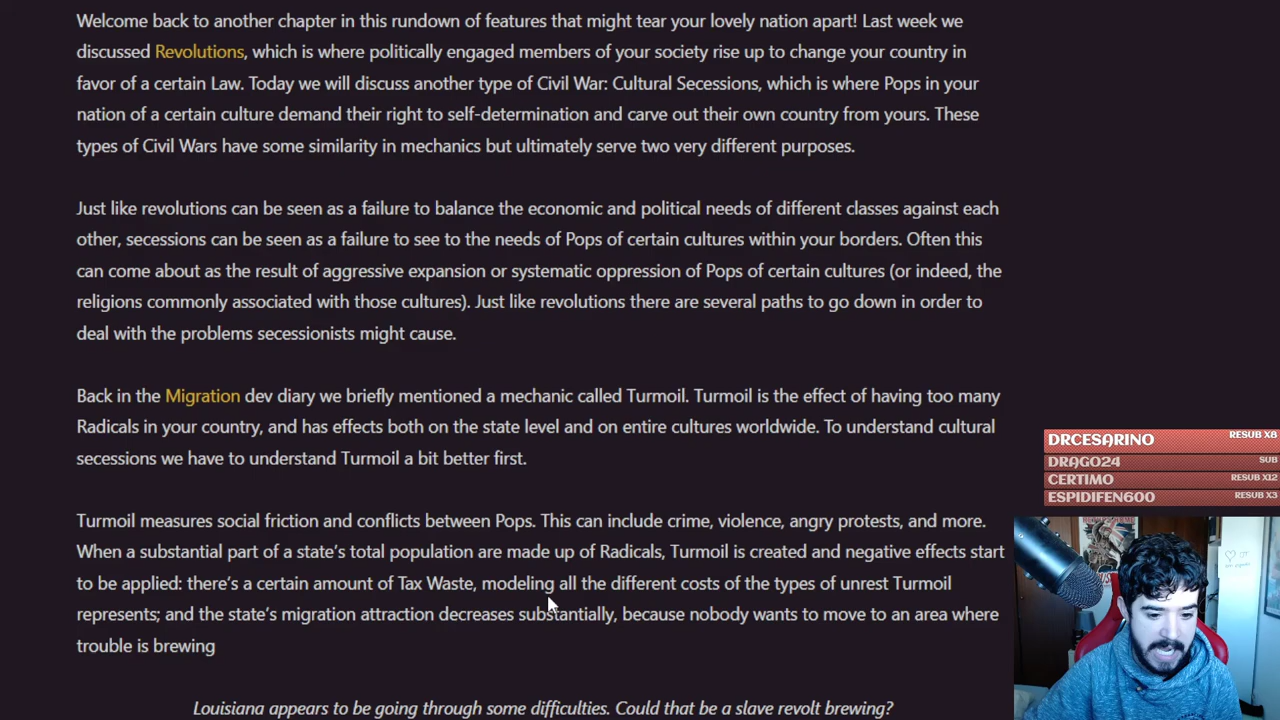 Welcome back to another chapter in this rundown of features that might tear your lovely nation apart! Last week we
discussed Revolutions, which is where politically engaged members of your society rise up to change your country in
favor of a certain Law. Today we will discuss another type of Civil War: Cultural Secessions, which is where Pops in your
nation of a certain culture demand their right to self-determination and carve out their own country from yours. These
types of Civil Wars have some similarity in mechanics but ultimately serve two very different purposes.
Just like revolutions can be seen as a failure to balance the economic and political needs of different classes against each
other, secessions can be seen as a failure to see to the needs of Pops of certain cultures within your borders. Often this
can come about as the result of aggressive expansion or systematic oppression of Pops of certain cultures (or indeed, the
religions commonly associated with those cultures). Just like revolutions there are several paths to go down in order to
deal with the problems secessionists might cause.
Back in the Migration dev diary we briefly mentioned a mechanic called Turmoil. Turmoil is the effect of having too many
Radicals in your country, and has effects both on the state level and on entire cultures worldwide. To understand cultural
secessions we have to understand Turmoil a bit better first.
Turmoil measures social friction and conflicts between Pops. This can include crime, violence, angry protests, and more.
When a substantial part of a state's total population are made up of Radicals, Turmoil is created and negative effects start
to be applied: there's a certain amount of Tax Waste, modeling all the different costs of the types of unrest Turmoil
represents; and the state's migration attraction decreases substantially, because nobody wants to move to an area where
trouble is brewing
Louisiana appears to be going through some difficulties. Could that be a slave revolt brewing?
DRCESARINO RESUB X8
DRAGO24 SUB
CERTIMO RESUB X12
ESPIDIFEN600 RESUB X3